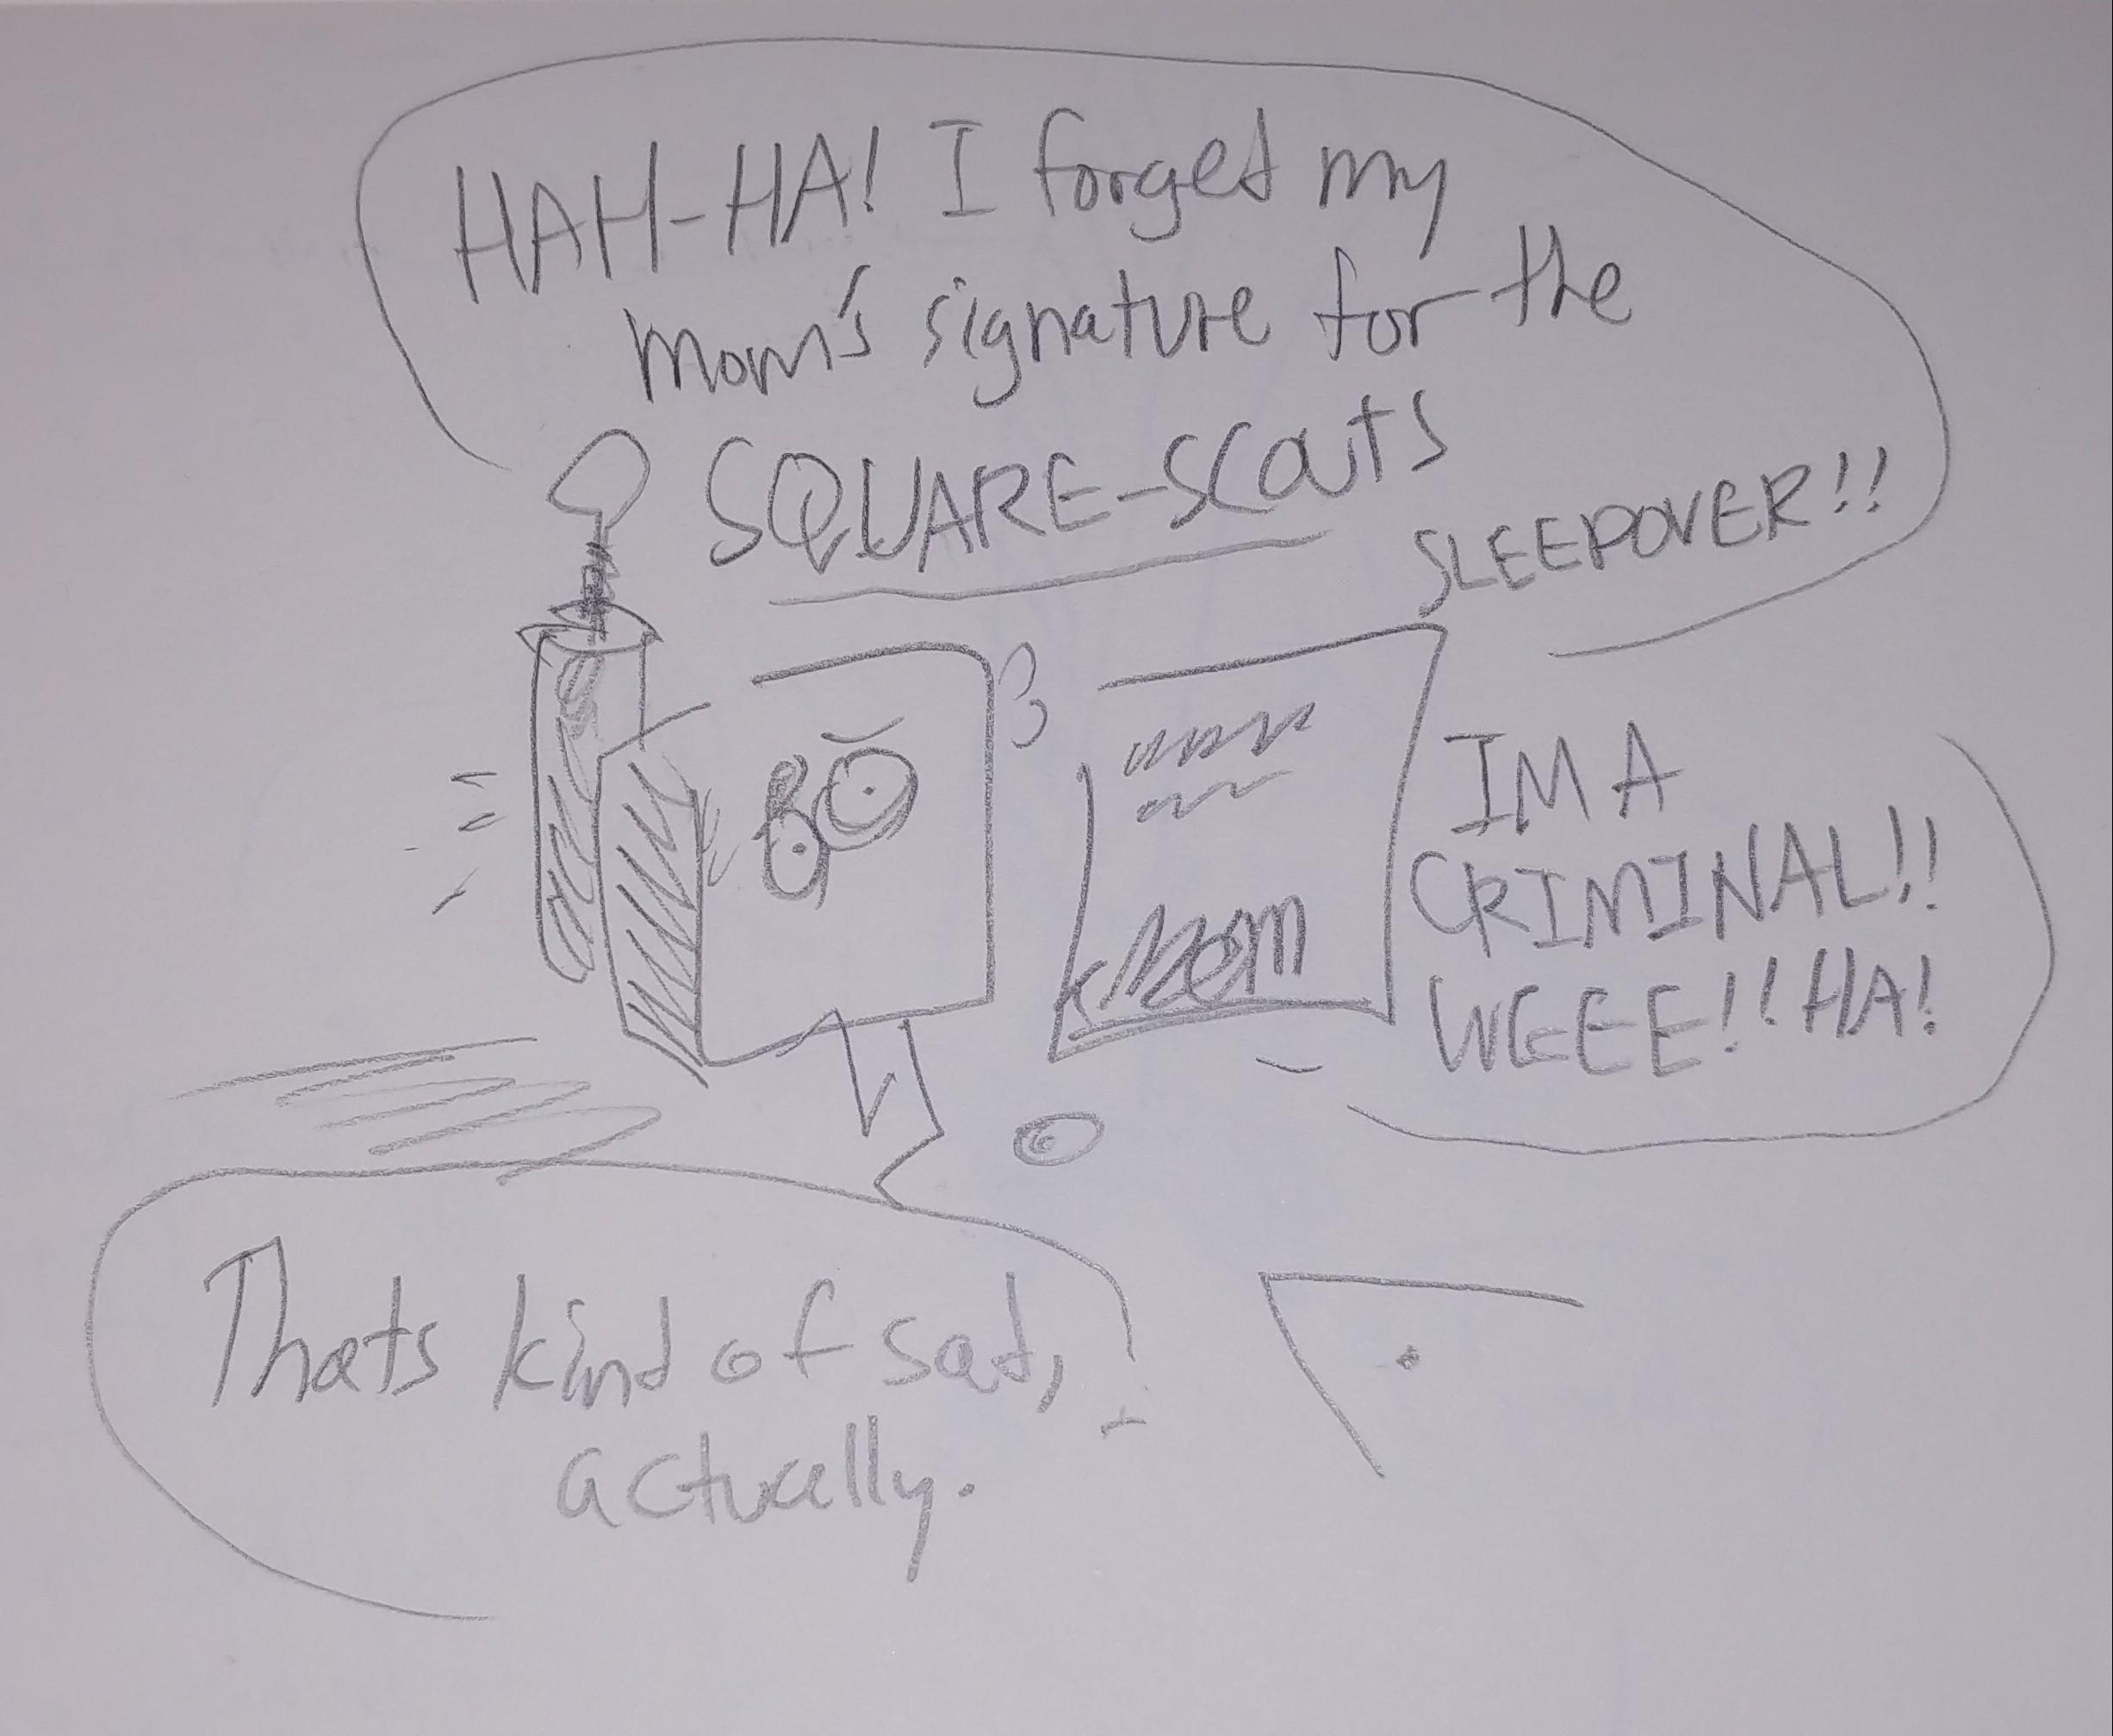 HAH-HA! I forged my
mom's signature for the
SQUARE-SCOUTS
SLEEPOVER!!
Mom
IM A
CRIMINAL!!
WEEE!! HA!
Thats kind of sad,
actually.